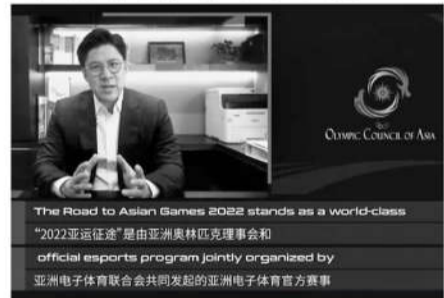 OLYMPIC COUNCIL OF ASIA
The Road to Asian Games 2022 stands as a world-class
“2022亚运征途”是由亚洲奥林匹克理事会和
official esports program jointly organized by
亚洲电子体育联合会共同发起的亚洲电子体育官方赛事